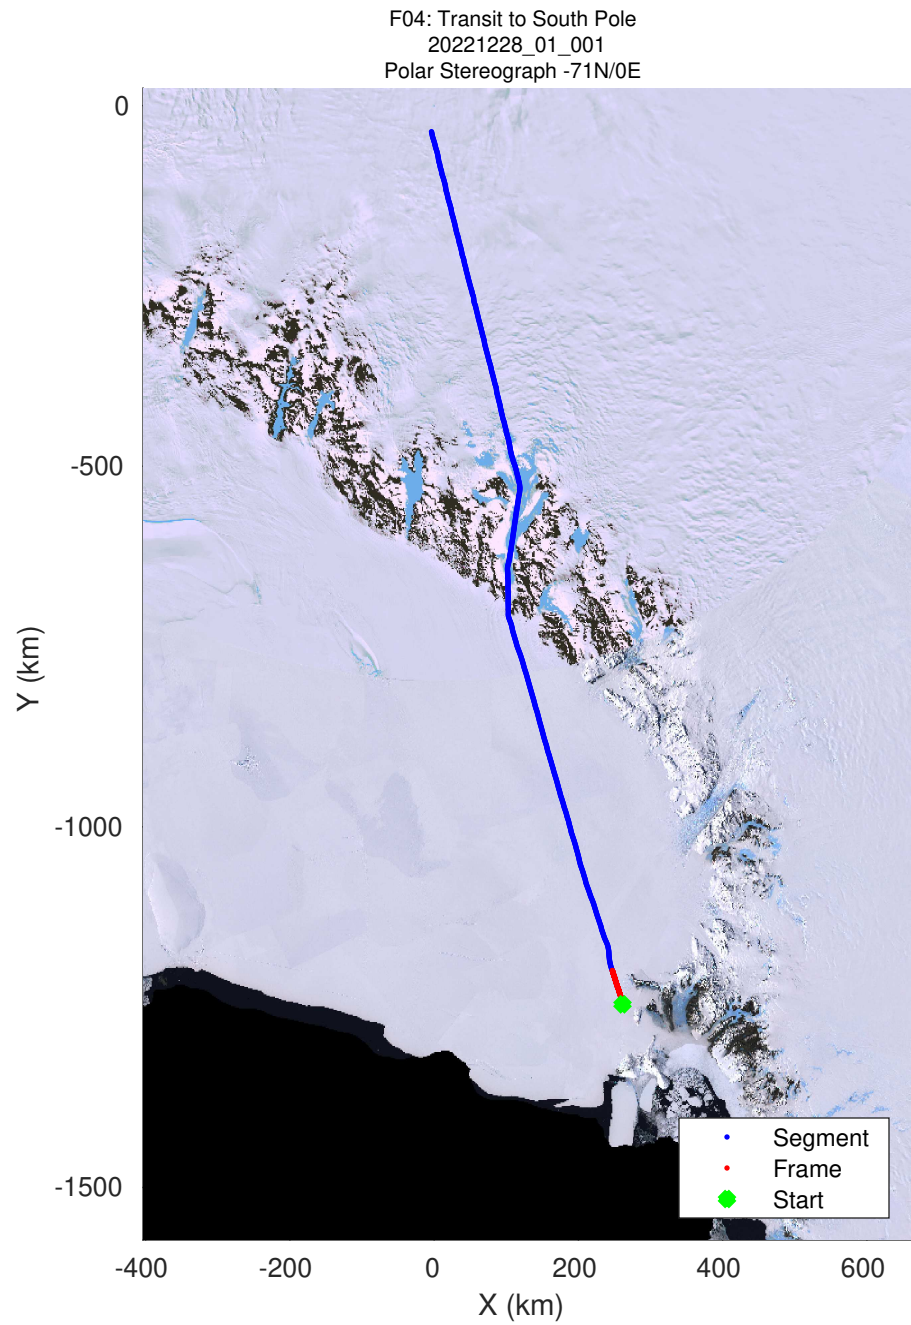 F04: Transit to South Pole
20221228_01_001
Polar Stereograph -71N/0E
0
-500
-1000
-1500
Y (km)
-400
-200
0
200
400
600
X (km)
Segment
Frame
Start